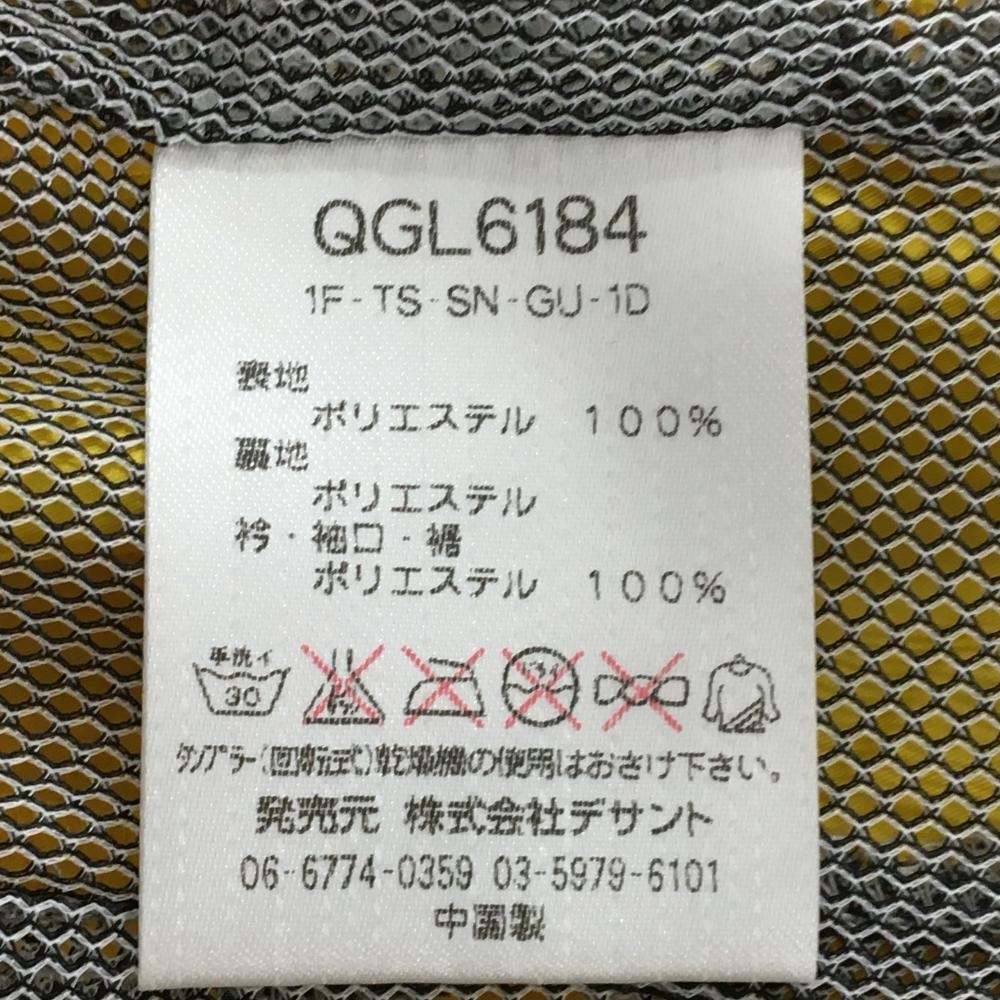 QGL6184
1F-TS-SN-GU-1D
表地
ポリエステル 100%
裏地
ポリエステル
衿・袖口・裾
ポリエステル 100%
手洗イ
30
タンブラー(回転式)乾燥機の使用はおさけ下さい。
発売元 株式会社デサント
06-6774-0359 03-5979-6101
中国製